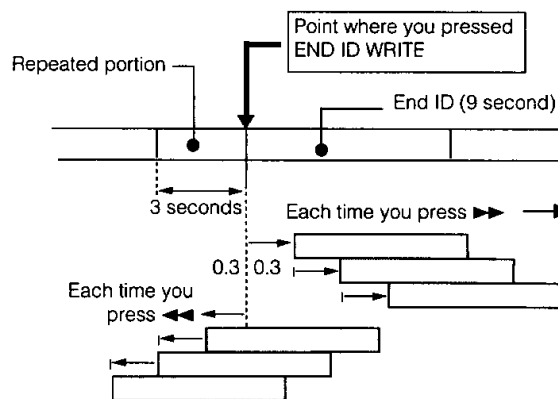 Point where you pressed
END ID WRITE
Repeated portion
End ID (9 second)
3 seconds
Each time you press ▶▶
0.3 0.3
Each time you
press ◀◀